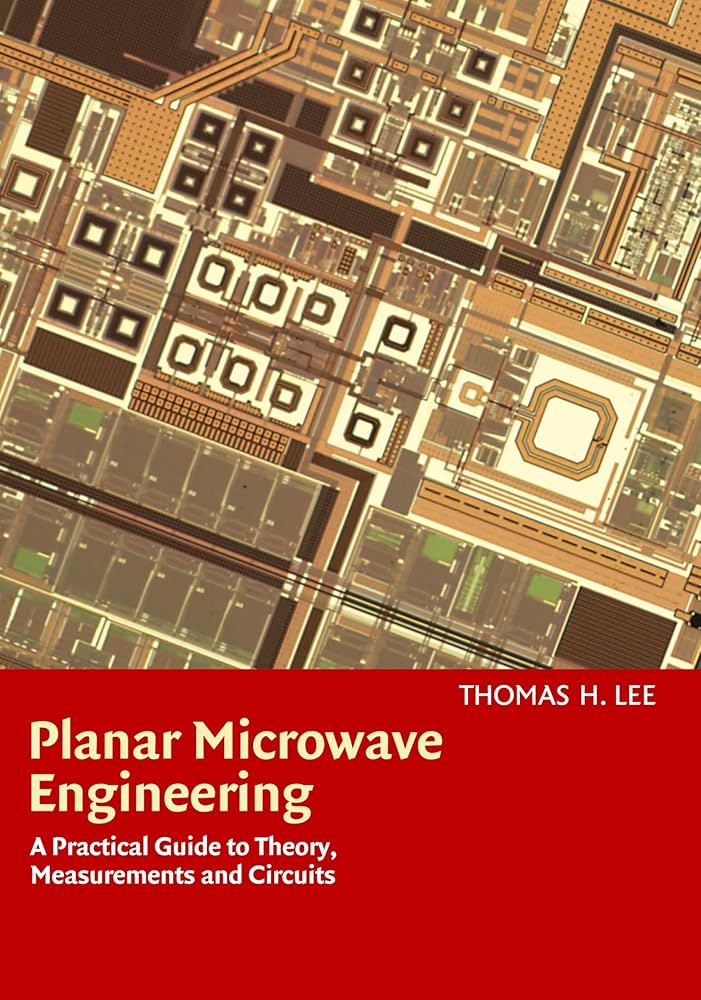 THOMAS H. LEE
Planar Microwave
Engineering
A Practical Guide to Theory,
Measurements and Circuits